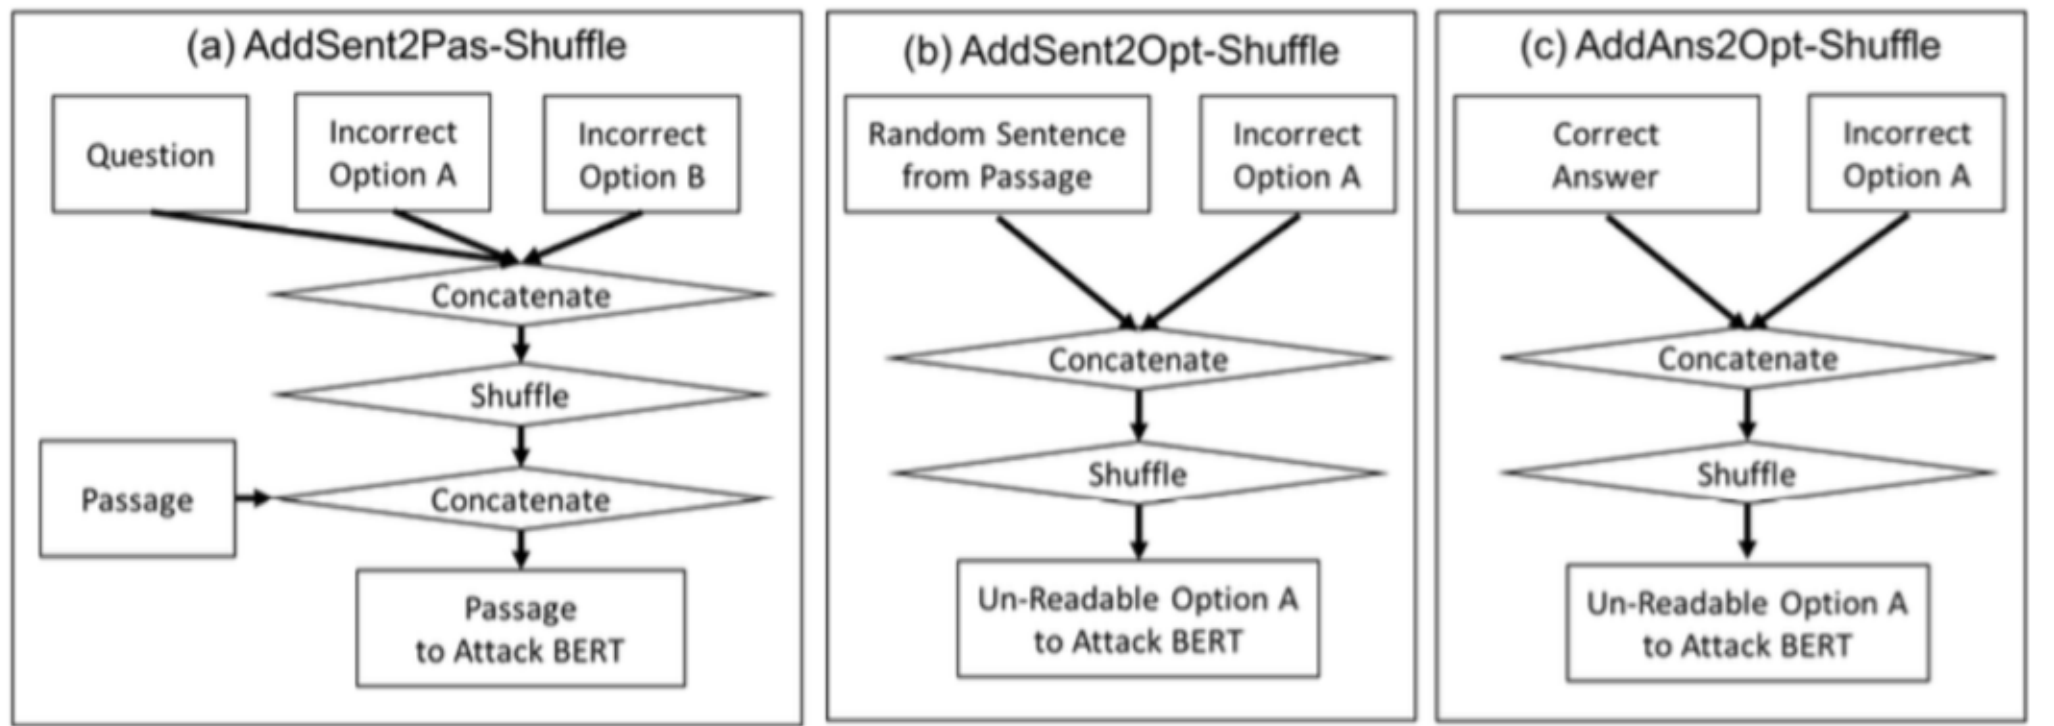 (a) AddSent2Pas-Shuffle
Question
Incorrect
Option A
Incorrect
Option B
Concatenate
Shuffle
Passage
Concatenate
Passage
to Attack BERT
(b) AddSent2Opt-Shuffle
Random Sentence
from Passage
Incorrect
Option A
Concatenate
Shuffle
Un-Readable Option A
to Attack BERT
(c) AddAns2Opt-Shuffle
Correct
Answer
Incorrect
Option A
Concatenate
Shuffle
Un-Readable Option A
to Attack BERT